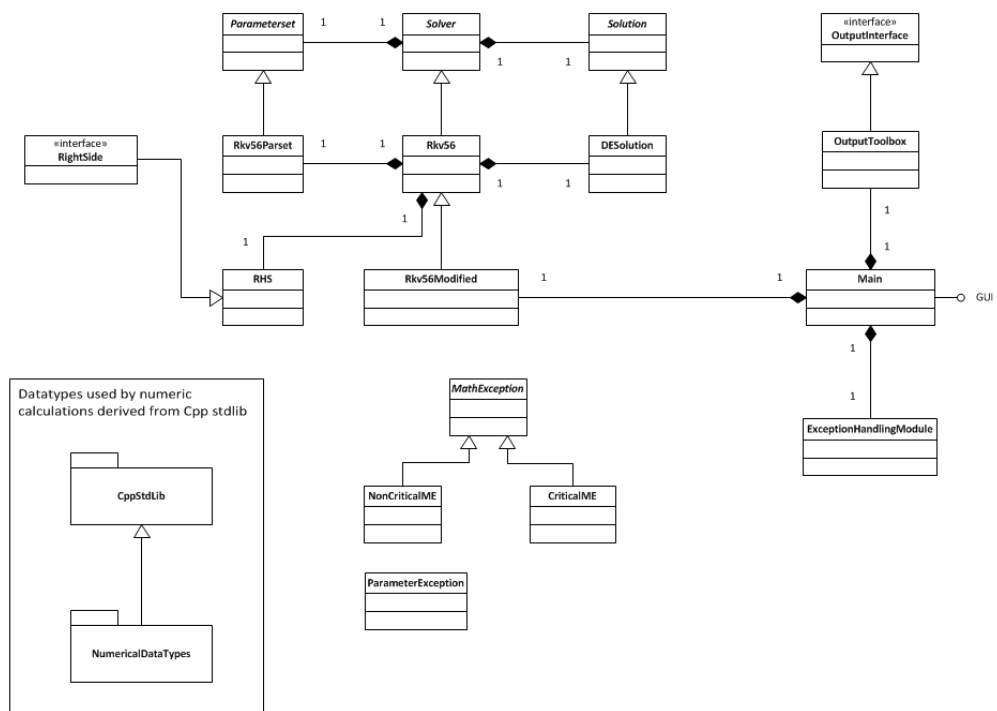 Parameterset
1
1
Solver
1
1
Solution
«interface»
OutputInterface
«interface»
RightSide
Rkv56Parset
1
1
Rkv56
1
1
DESolution
OutputToolbox
1
1
1
1
RHS
Rkv56Modified
1
1
Main
GUI
1
1
Datatypes used by numeric
calculations derived from Cpp stdlib
MathException
ExceptionHandlingModule
CppStdLib
NonCriticalME
CriticalME
ParameterException
NumericalDataTypes